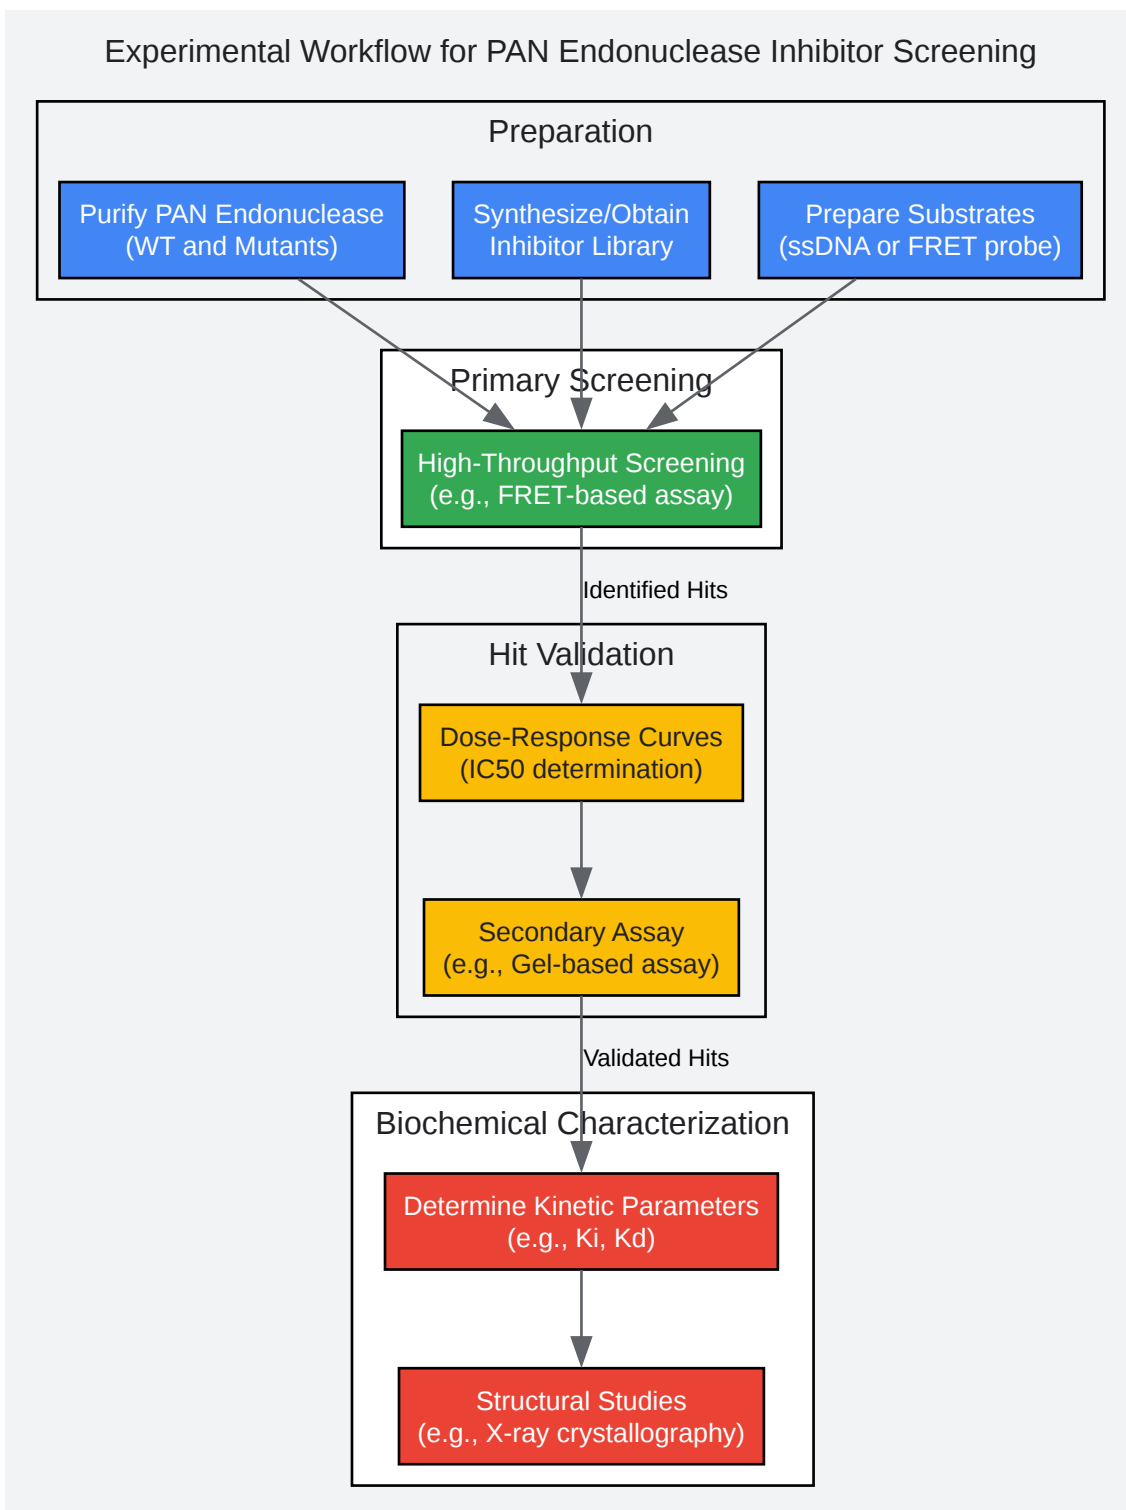 Experimental Workflow for PAN Endonuclease Inhibitor Screening
Preparation
Purify PAN Endonuclease
(WT and Mutants)
Synthesize/Obtain
Inhibitor Library
Prepare Substrates
(ssDNA or FRET probe)
Primary Screening
High-Throughput Screening
(e.g., FRET-based assay)
Identified Hits
Hit Validation
Dose-Response Curves
(IC50 determination)
Secondary Assay
(e.g., Gel-based assay)
Validated Hits
Biochemical Characterization
Determine Kinetic Parameters
(e.g., Ki, Kd)
Structural Studies
(e.g., X-ray crystallography)